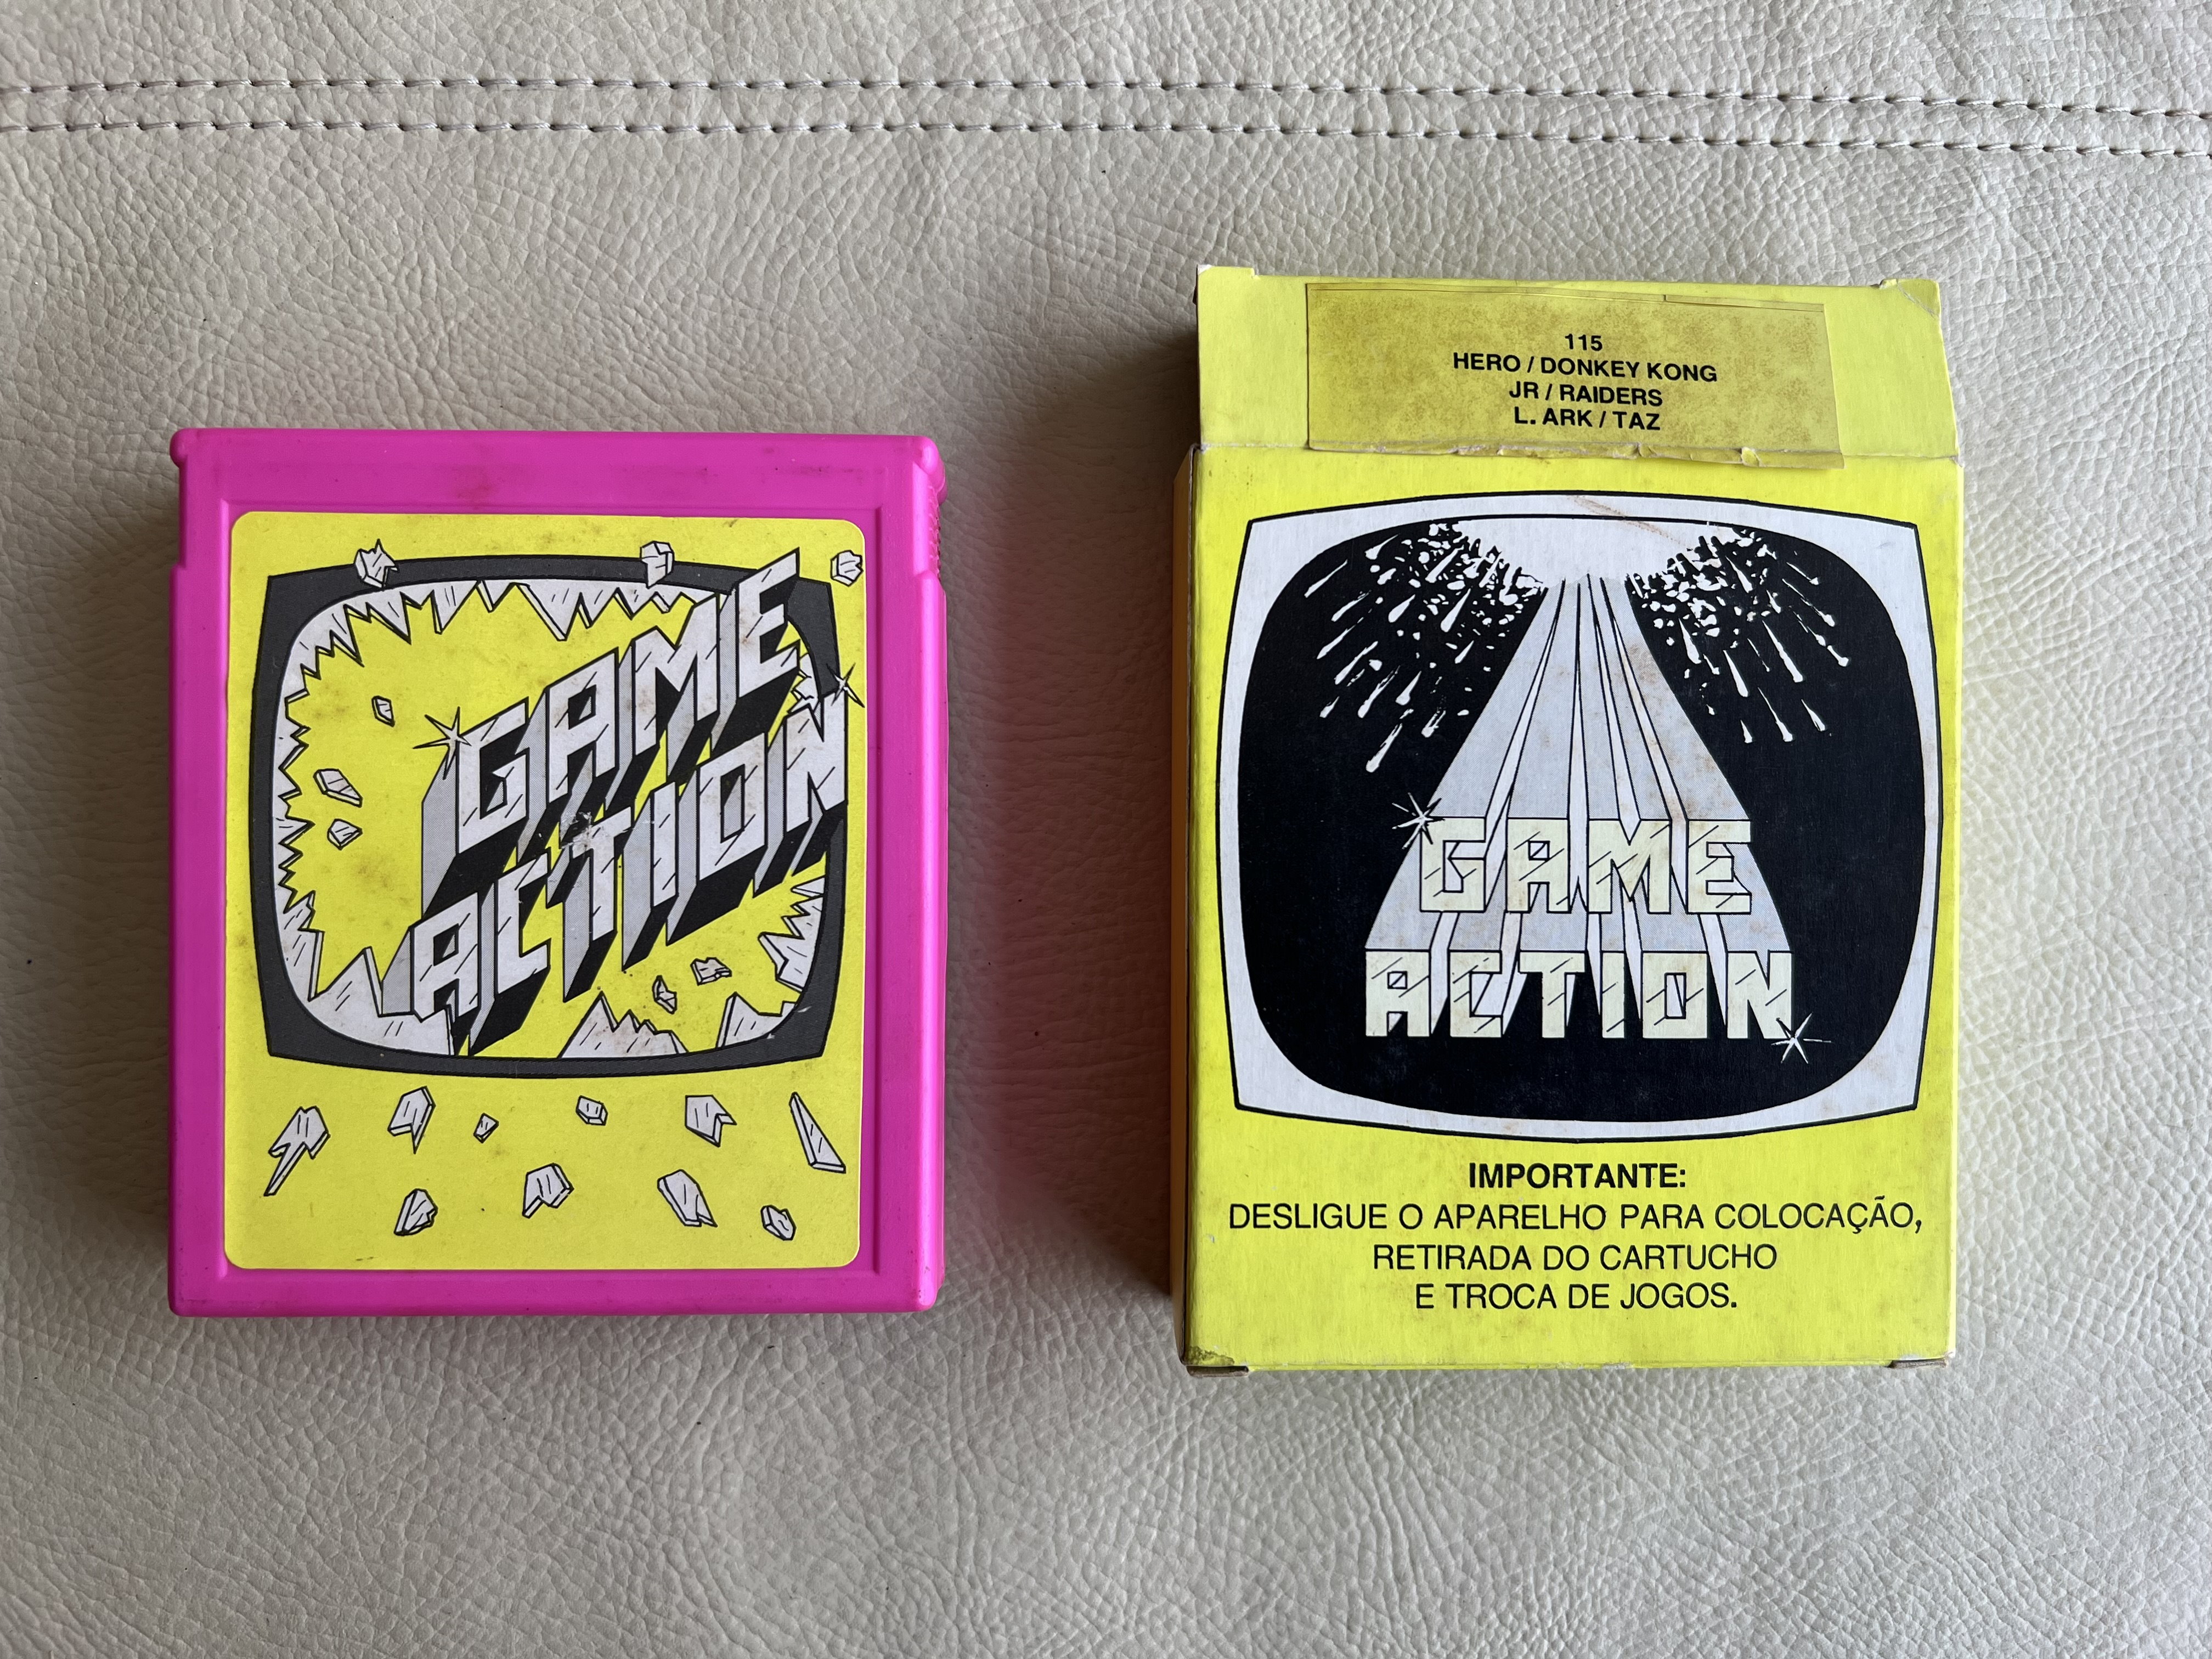 GAME
ACTION
115
HERO / DONKEY KONG
JR / RAIDERS
L. ARK / TAZ
GAME
ACTION
IMPORTANTE:
DESLIGUE O APARELHO PARA COLOCAÇÃO,
RETIRADA DO CARTUCHO
E TROCA DE JOGOS.